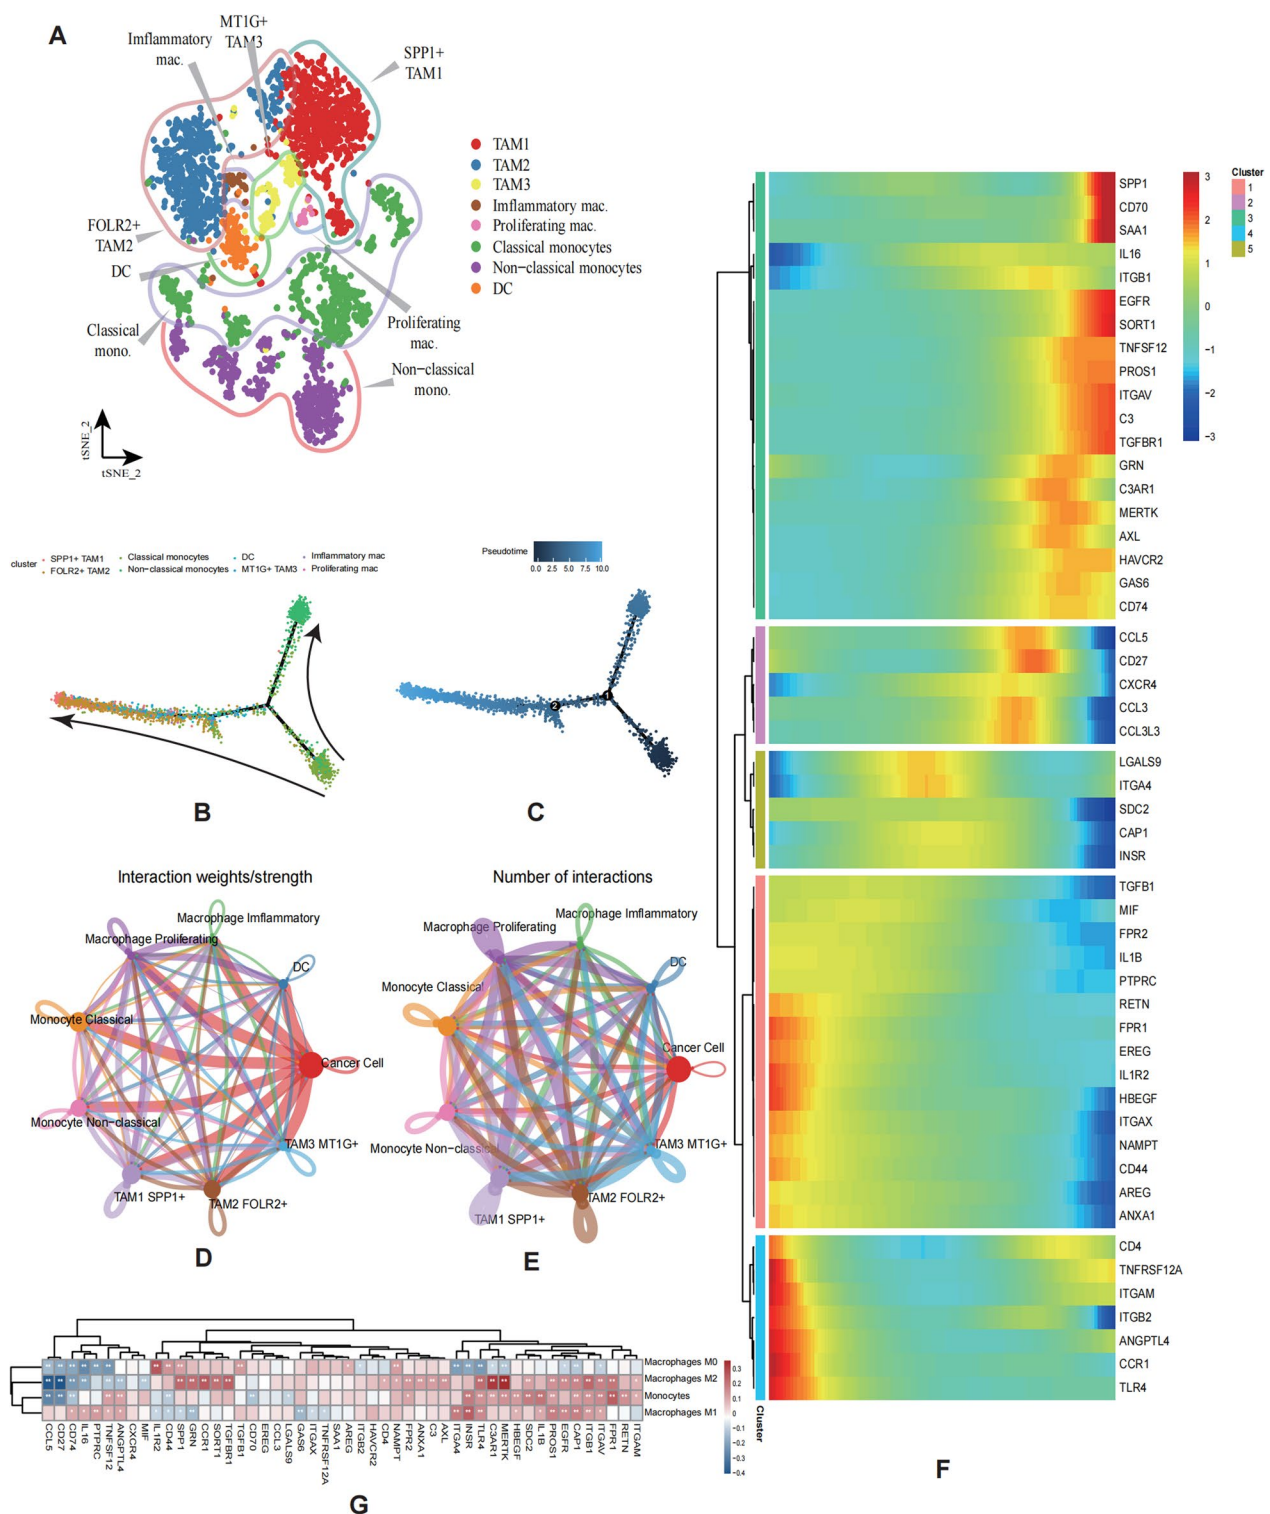 A
MT1G+
TAM3
Imflammatory
mac.
SPP1+
TAM1
FOLR2+
TAM2
DC
Classical
mono.
Proliferating
mac.
Non-classical
mono.
tSNE_2
tSNE_2
TAM1
TAM2
TAM3
Imflammatory mac.
Proliferating mac.
Classical monocytes
Non-classical monocytes
DC
cluster
SPP1+ TAM1
Classical monocytes
DC
Inflammatory mac
FOLR2+ TAM2
Non-classical monocytes
MT1G+ TAM3
Proliferating mac
B
Pseudotime
0.0 2.5 5.0 7.5 10.0
1
2
C
Interaction weights/strength
Macrophage Imflammatory
Macrophage Proliferating
DC
Monocyte Classical
Cancer Cell
Monocyte Non-classical
TAM3 MT1G+
TAM1 SPP1+
TAM2 FOLR2+
D
Number of interactions
Macrophage Imflammatory
Macrophage Proliferating
DC
Monocyte Classical
Cancer Cell
Monocyte Non-classical
TAM3 MT1G+
TAM2 FOLR2+
TAM1 SPP1+
E
SPP1
CD70
SAA1
IL16
ITGB1
EGFR
SORT1
TNFSF12
PROS1
ITGAV
C3
TGFBR1
GRN
C3AR1
MERTK
AXL
HAVCR2
GAS6
CD74
CCL5
CD27
CXCR4
CCL3
CCL3L3
LGALS9
ITGA4
SDC2
CAP1
INSR
TGFB1
MIF
FPR2
IL1B
PTPRC
RETN
FPR1
EREG
IL1R2
HBEGF
ITGAX
NAMPT
CD44
AREG
ANXA1
CD4
TNFRSF12A
ITGAM
ITGB2
ANGPTL4
CCR1
TLR4
3
2
1
0
−1
−2
−3
Cluster
1
2
3
4
5
Cluster
F
Macrophages M0
Macrophages M2
Monocytes
Macrophages M1
0.3
0.2
0.1
0
-0.1
-0.2
-0.3
-0.4
CCL5
CD27
CD74
IL16
PTPRC
TNFSF12
ANGPTL4
CXCR4
MIF
IL1R2
CD44
SPP1
GRN
CCR1
SORT1
TGFBR1
TGFB1
CD70
EREG
CCL3
LGALS9
GAS6
ITGAX
TNFRSF12A
SAA1
AREG
ITGB2
HAVCR2
CD4
NAMPT
FPR2
ANXA1
C3
AXL
ITGA4
INSR
TLR4
C3AR1
MERTK
HBEGF
SDC2
IL1B
PROS1
EGFR
CAP1
ITGB1
ITGAV
FPR1
RETN
ITGAM
G